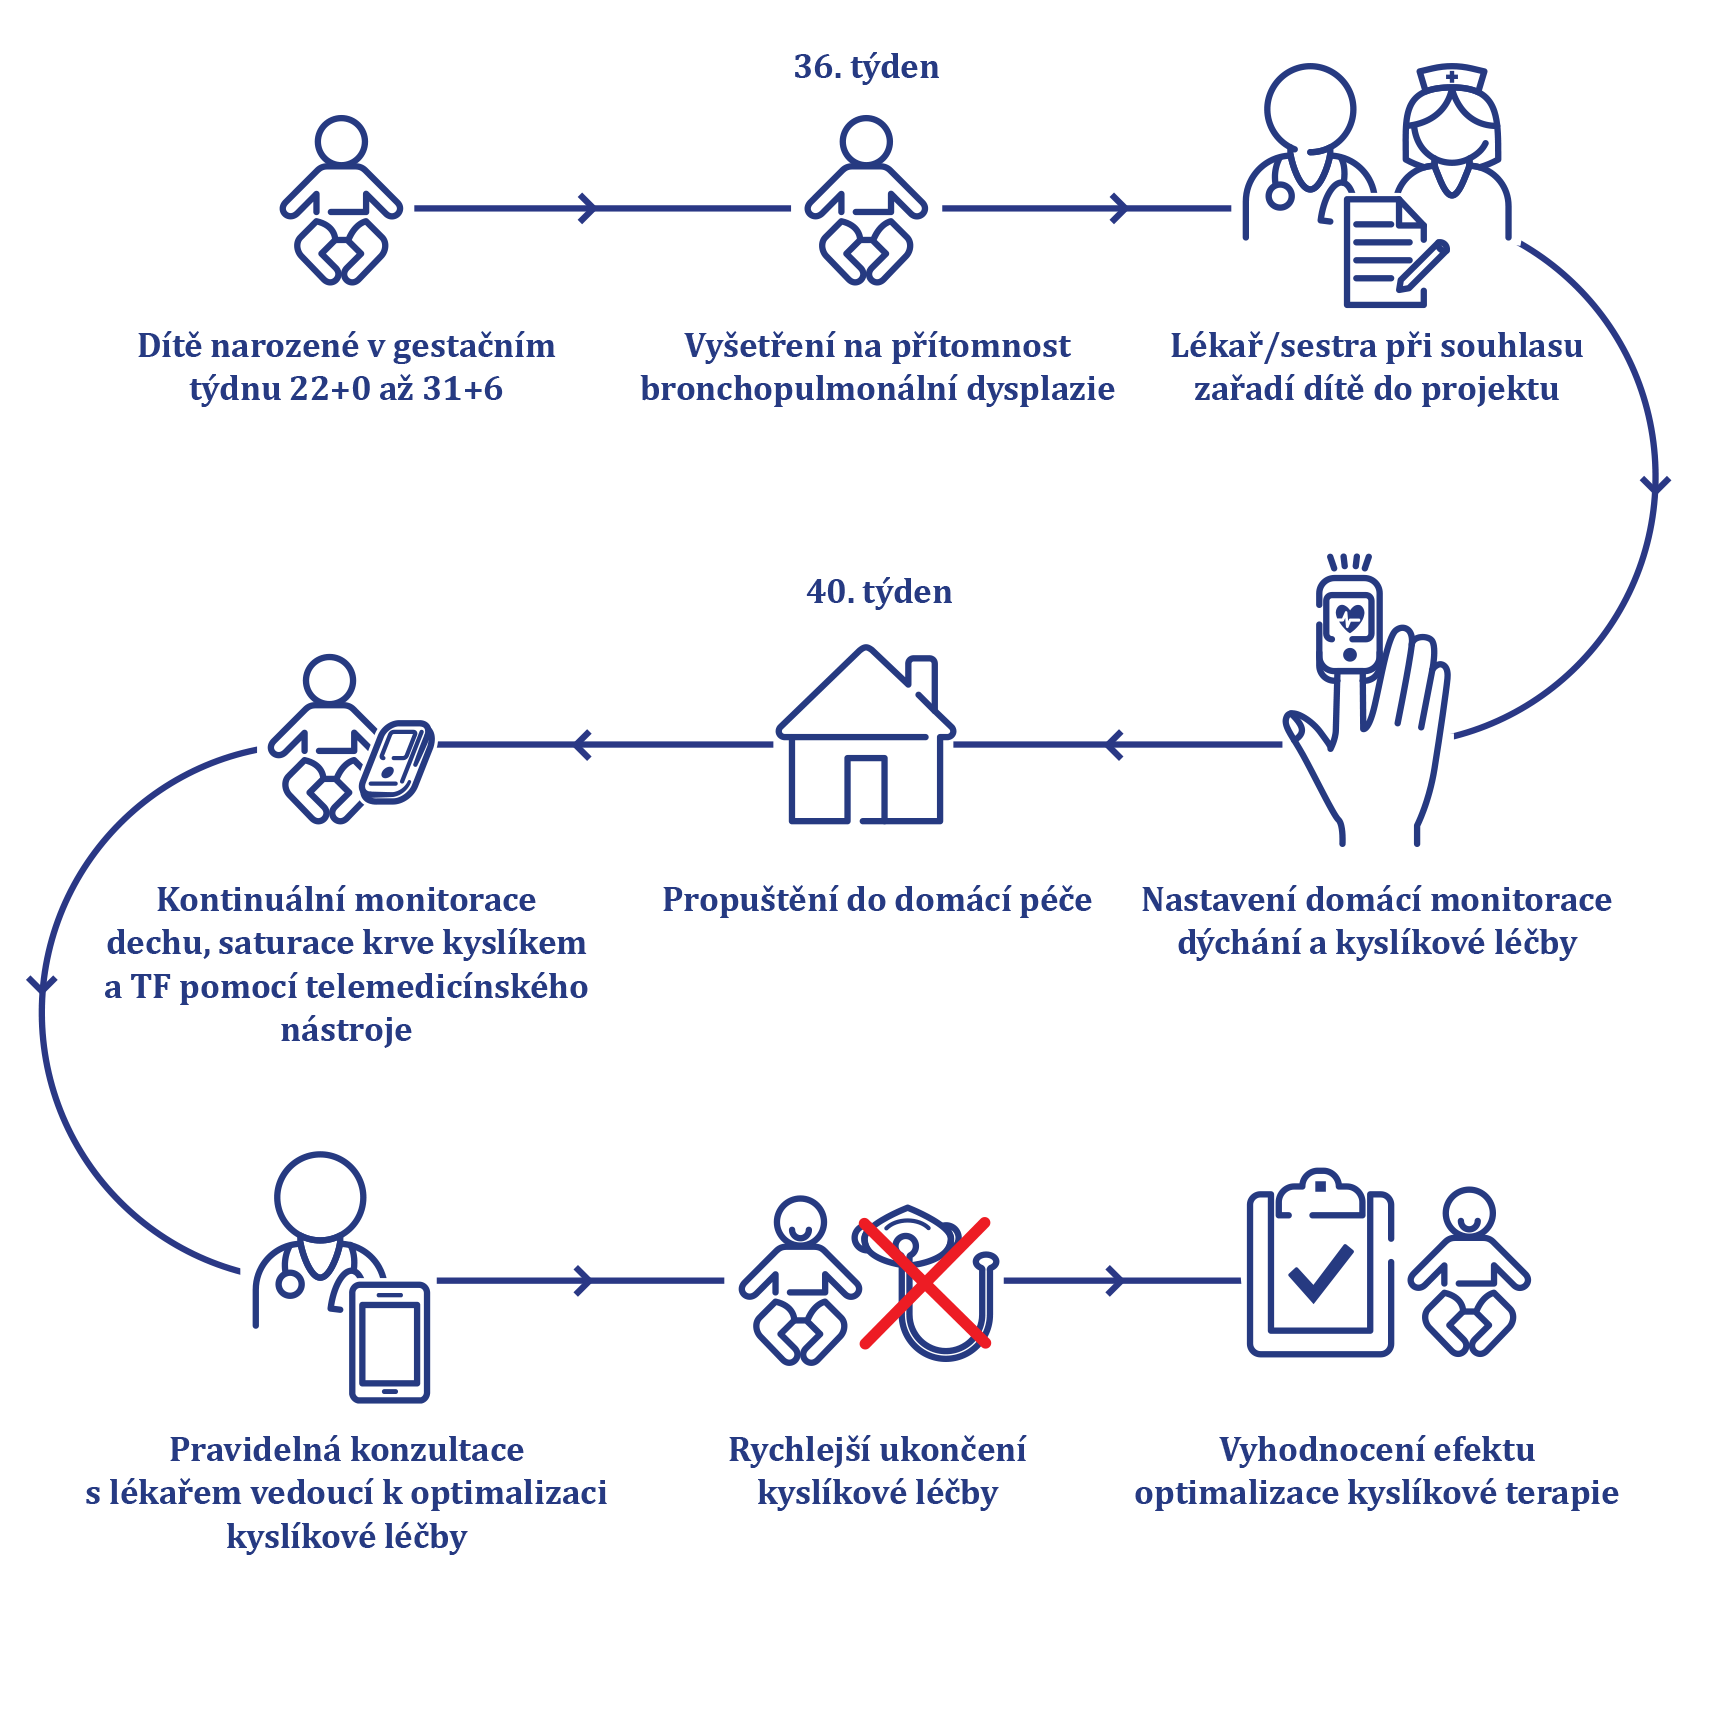 36. týden
Dítě narozené v gestačním
týdnu 22+0 až 31+6
Vyšetření na přítomnost
bronchopulmonální dysplazie
Lékař/sestra při souhlasu
zařadí dítě do projektu
Nastavení domácí monitorace
dýchání a kyslíkové léčby
40. týden
Propuštění do domácí péče
Kontinuální monitorace
dechu, saturace krve kyslíkem
a TF pomocí telemedicínského
nástroje
Pravidelná konzultace
s lékařem vedoucí k optimalizaci
kyslíkové léčby
Rychlejší ukončení
kyslíkové léčby
Vyhodnocení efektu
optimalizace kyslíkové terapie